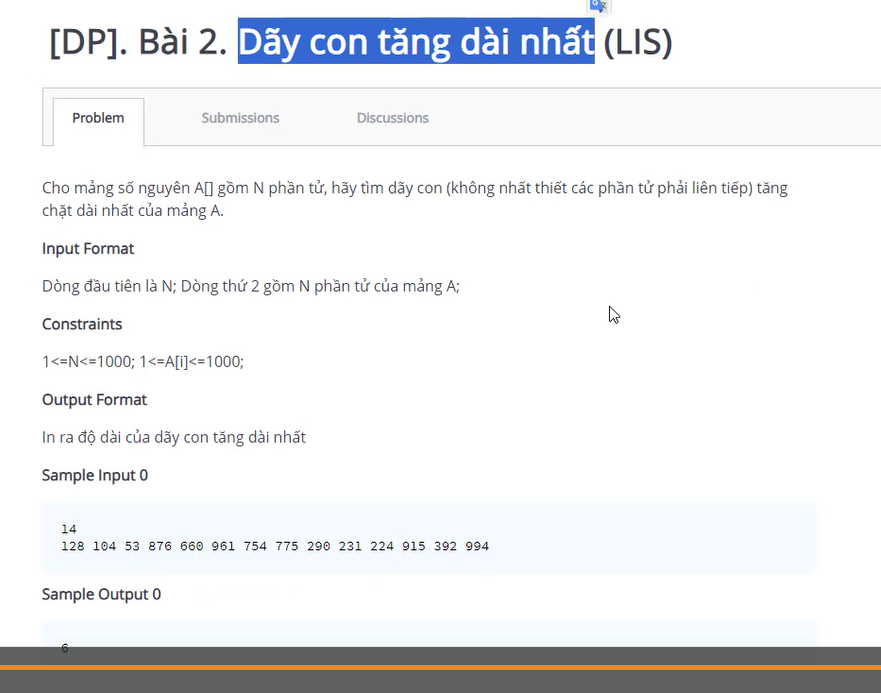 [DP]. Bài 2. Dãy con tăng dài nhất (LIS)
Problem Submissions Discussions
Cho mảng số nguyên A[] gồm N phần tử, hãy tìm dãy con (không nhất thiết các phần tử phải liên tiếp) tăng
chặt dài nhất của mảng A.
Input Format
Dòng đầu tiên là N; Dòng thứ 2 gồm N phần tử của mảng A;
Constraints
1<=N<=1000; 1<=A[i]<=1000;
Output Format
In ra độ dài của dãy con tăng dài nhất
Sample Input 0
14
128 104 53 876 660 961 754 775 290 231 224 915 392 994
Sample Output 0
6